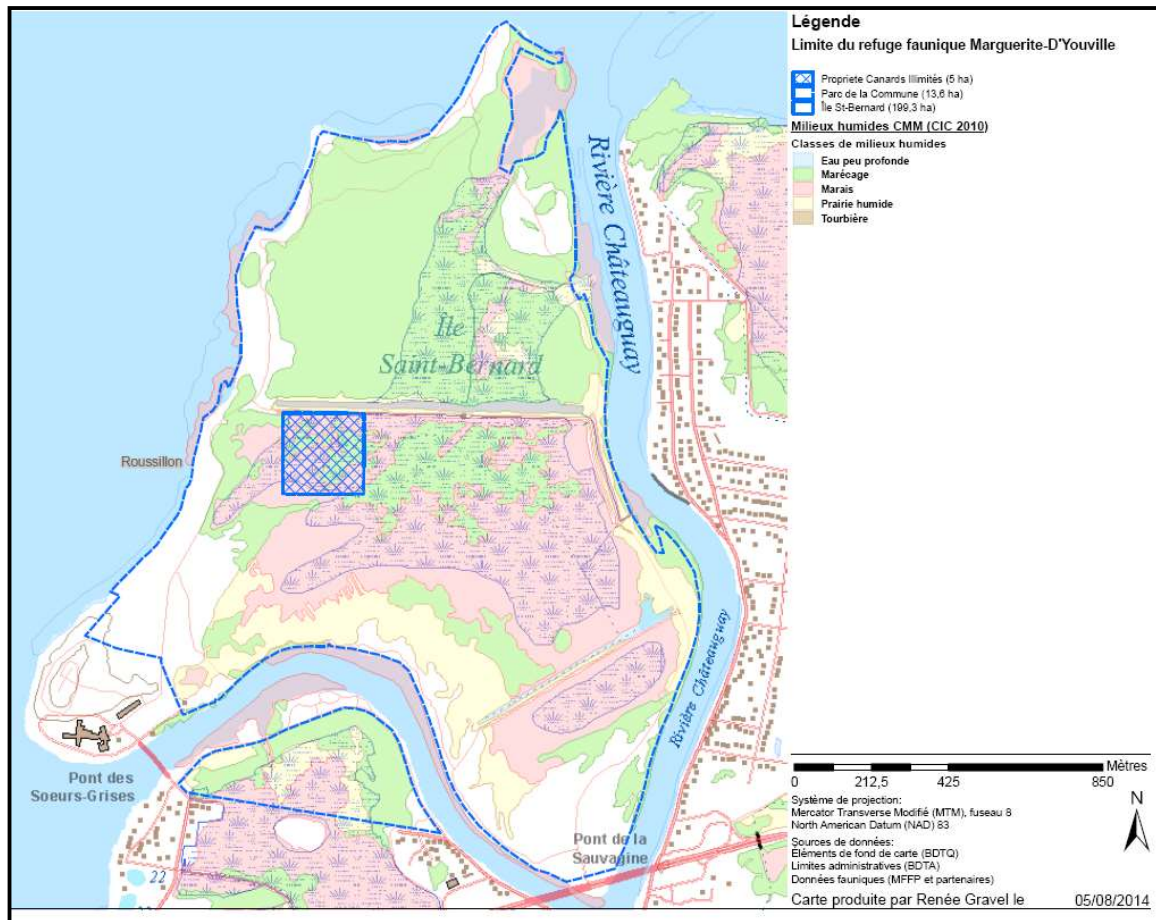 Légende
Limite du refuge faunique Marguerite-D'Youville
Propriete Canards Illimités (5 ha)
Parc de la Commune (13,6 ha)
Île St-Bernard (199,3 ha)
Milieux humides CMM (CIC 2010)
Classes de milieux humides
Eau peu profonde
Marécage
Marais
Prairie humide
Tourbière
Rivière Châteauguay
Île
Saint-Bernard
Roussillon
Rivière Châteauguay
Pont des
Soeurs-Grises
Pont de la
Sauvagine
22
Mètres
0 212,5 425 850
Système de projection:
Mercator Transverse Modifié (MTM), fuseau 8
North American Datum (NAD) 83
Sources de données:
Eléments de fond de carte (BDTQ)
Limites administratives (BDTA)
Données fauniques (MFFP et partenaires)
N
Carte produite par Renée Gravel le 05/08/2014